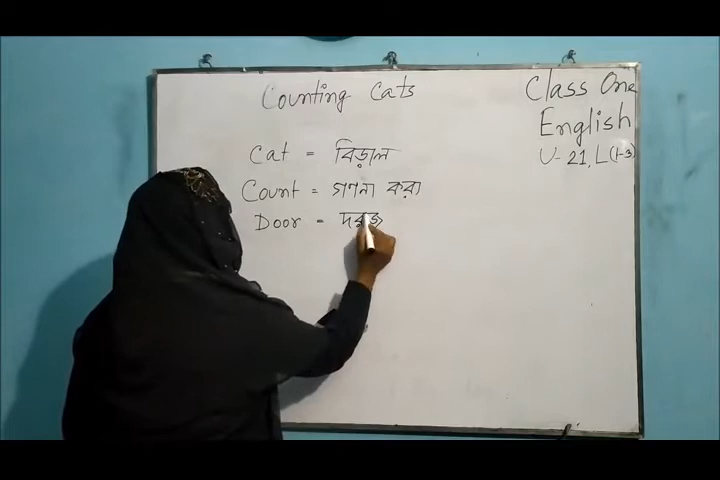 Counting Cats
Class One
English
U-21, L(1-3)
Cat = বিড়াল
Count = গণনা করা
Door = দরজ